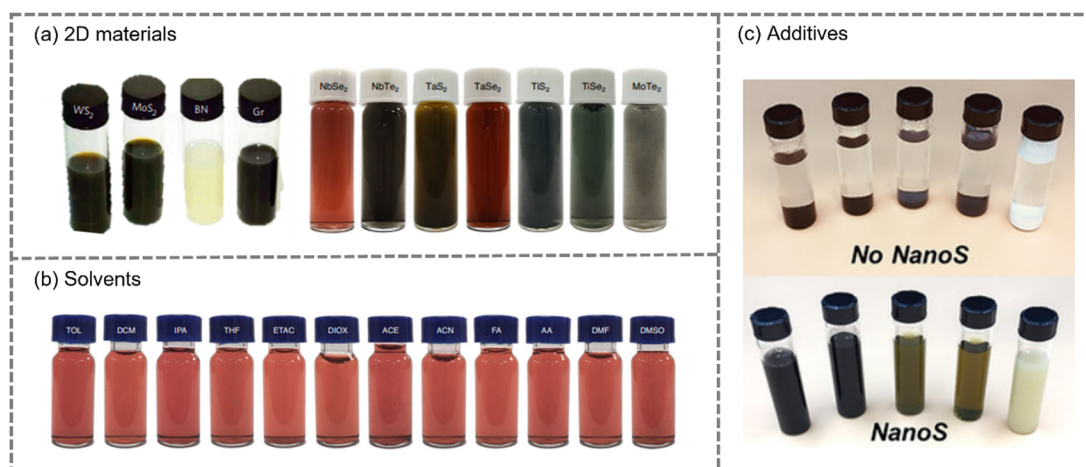 (a) 2D materials
WS₂ MoS₂ BN Gr
NbSe₂ NbTe₂ TaS₂ TaSe₂ TiS₂ TiSe₂ MoTe₂
(b) Solvents
TOL DCM IPA THF ETAC DIOX ACE ACN FA AA DMF DMSO
(c) Additives
No NanoS
NanoS